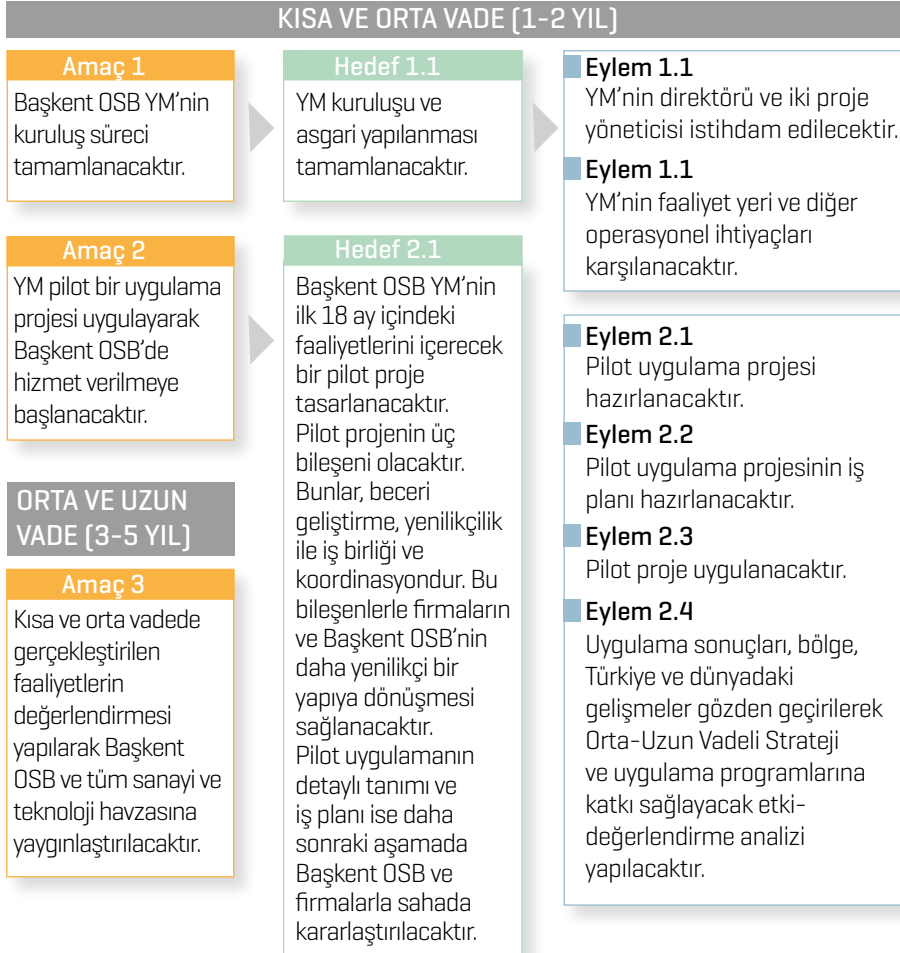 KISA VE ORTA VADE (1-2 YIL)
Amaç 1
Başkent OSB YM'nin
kuruluş süreci
tamamlanacaktır.
Hedef 1.1
YM kuruluşu ve
asgari yapılanması
tamamlanacaktır.
Eylem 1.1
YM'nin direktörü ve iki proje
yöneticisi istihdam edilecektir.
Eylem 1.1
YM'nin faaliyet yeri ve diğer
operasyonel ihtiyaçları
karşılanacaktır.
Amaç 2
YM pilot bir uygulama
projesi uygulayarak
Başkent OSB'de
hizmet verilmeye
başlanacaktır.
Hedef 2.1
Başkent OSB YM'nin
ilk 18 ay içindeki
faaliyetlerini içerecek
bir pilot proje
tasarlanacaktır.
Pilot projenin üç
bileşeni olacaktır.
Bunlar, beceri
geliştirme, yenilikçilik
ile iş birliği ve
koordinasyondur. Bu
bileşenlerle firmaların
ve Başkent OSB'nin
daha yenilikçi bir
yapıya dönüşmesi
sağlanacaktır.
Pilot uygulamanın
detaylı tanımı ve
iş planı ise daha
sonraki aşamada
Başkent OSB ve
firmalarla sahada
kararlaştırılacaktır.
Eylem 2.1
Pilot uygulama projesi
hazırlanacaktır.
Eylem 2.2
Pilot uygulama projesinin iş
planı hazırlanacaktır.
Eylem 2.3
Pilot proje uygulanacaktır.
Eylem 2.4
Uygulama sonuçları, bölge,
Türkiye ve dünyadaki
gelişmeler gözden geçirilerek
Orta-Uzun Vadeli Strateji
ve uygulama programlarına
katkı sağlayacak etki-
değerlendirme analizi
yapılacaktır.
ORTA VE UZUN
VADE (3-5 YIL)
Amaç 3
Kısa ve orta vadede
gerçekleştirilen
faaliyetlerin
değerlendirmesi
yapılarak Başkent
OSB ve tüm sanayi ve
teknoloji havzasına
yaygınlaştırılacaktır.